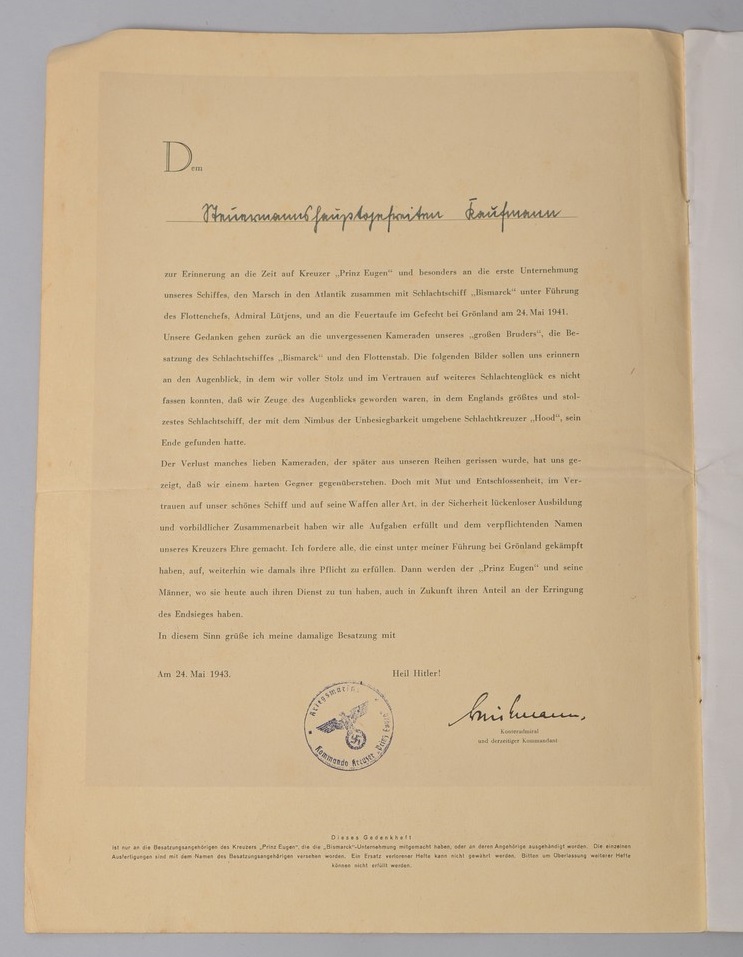 Dem
Steuermannshauptgefreiten Kaufmann
zur Erinnerung an die Zeit auf Kreuzer „Prinz Eugen" und besonders an die erste Unternehmung
unseres Schiffes, den Marsch in den Atlantik zusammen mit Schlachtschiff „Bismarck" unter Führung
des Flottenchefs, Admiral Lütjens, und an die Feuertaufe im Gefecht bei Grönland am 24. Mai 1941.
Unsere Gedanken gehen zurück an die unvergessenen Kameraden unseres „großen Bruders", die Be-
satzung des Schlachtschiffes „Bismarck" und den Flottenstab. Die folgenden Bilder sollen uns erinnern
an den Augenblick, in dem wir voller Stolz und im Vertrauen auf weiteres Schlachtenglück es nicht
fassen konnten, daß wir Zeuge des Augenblicks geworden waren, in dem Englands größtes und stol-
zestes Schlachtschiff, der mit dem Nimbus der Unbesiegbarkeit umgebene Schlachtkreuzer „Hood", sein
Ende gefunden hatte.
Der Verlust manches lieben Kameraden, der später aus unseren Reihen gerissen wurde, hat uns ge-
zeigt, daß wir einem harten Gegner gegenüberstehen. Doch mit Mut und Entschlossenheit, im Ver-
trauen auf unser schönes Schiff und auf seine Waffen aller Art, in der Sicherheit lückenloser Ausbildung
und vorbildlicher Zusammenarbeit haben wir alle Aufgaben erfüllt und dem verpflichtenden Namen
unseres Kreuzers Ehre gemacht. Ich fordere alle, die einst unter meiner Führung bei Grönland gekämpft
haben, auf, weiterhin wie damals ihre Pflicht zu erfüllen. Dann werden der „Prinz Eugen" und seine
Männer, wo sie heute auch ihren Dienst zu tun haben, auch in Zukunft ihren Anteil an der Erringung
des Endsieges haben.
In diesem Sinn grüße ich meine damalige Besatzung mit
Am 24. Mai 1943. Heil Hitler!
Kriegsmarine
Kommando Kreuzer „Prinz Eugen"
Brinkmann.
Konteradmiral
und derzeitiger Kommandant
Dieses Gedenkheft
ist nur an die Besatzungsangehörigen des Kreuzers „Prinz Eugen", die die „Bismarck"-Unternehmung mitgemacht haben, oder an deren Angehörige ausgehändigt worden. Die einzelnen
Ausfertigungen sind mit dem Namen des Besatzungsangehörigen versehen worden. Ein Ersatz verlorener Hefte kann nicht gewährt werden. Bitten um Überlassung weiterer Hefte
können nicht erfüllt werden.